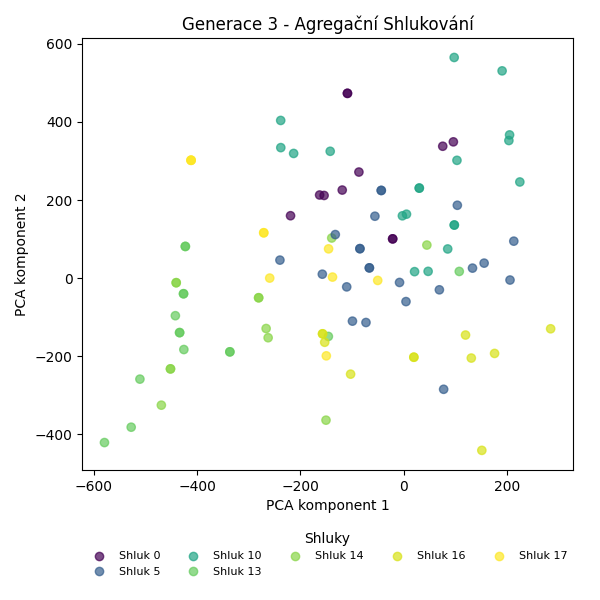 Generace 3 - Agregační Shlukování
600
400
200
0
−200
−400
PCA komponent 2
−600 −400 −200 0 200
PCA komponent 1
Shluky
Shluk 0 Shluk 10 Shluk 14 Shluk 16 Shluk 17
Shluk 5 Shluk 13